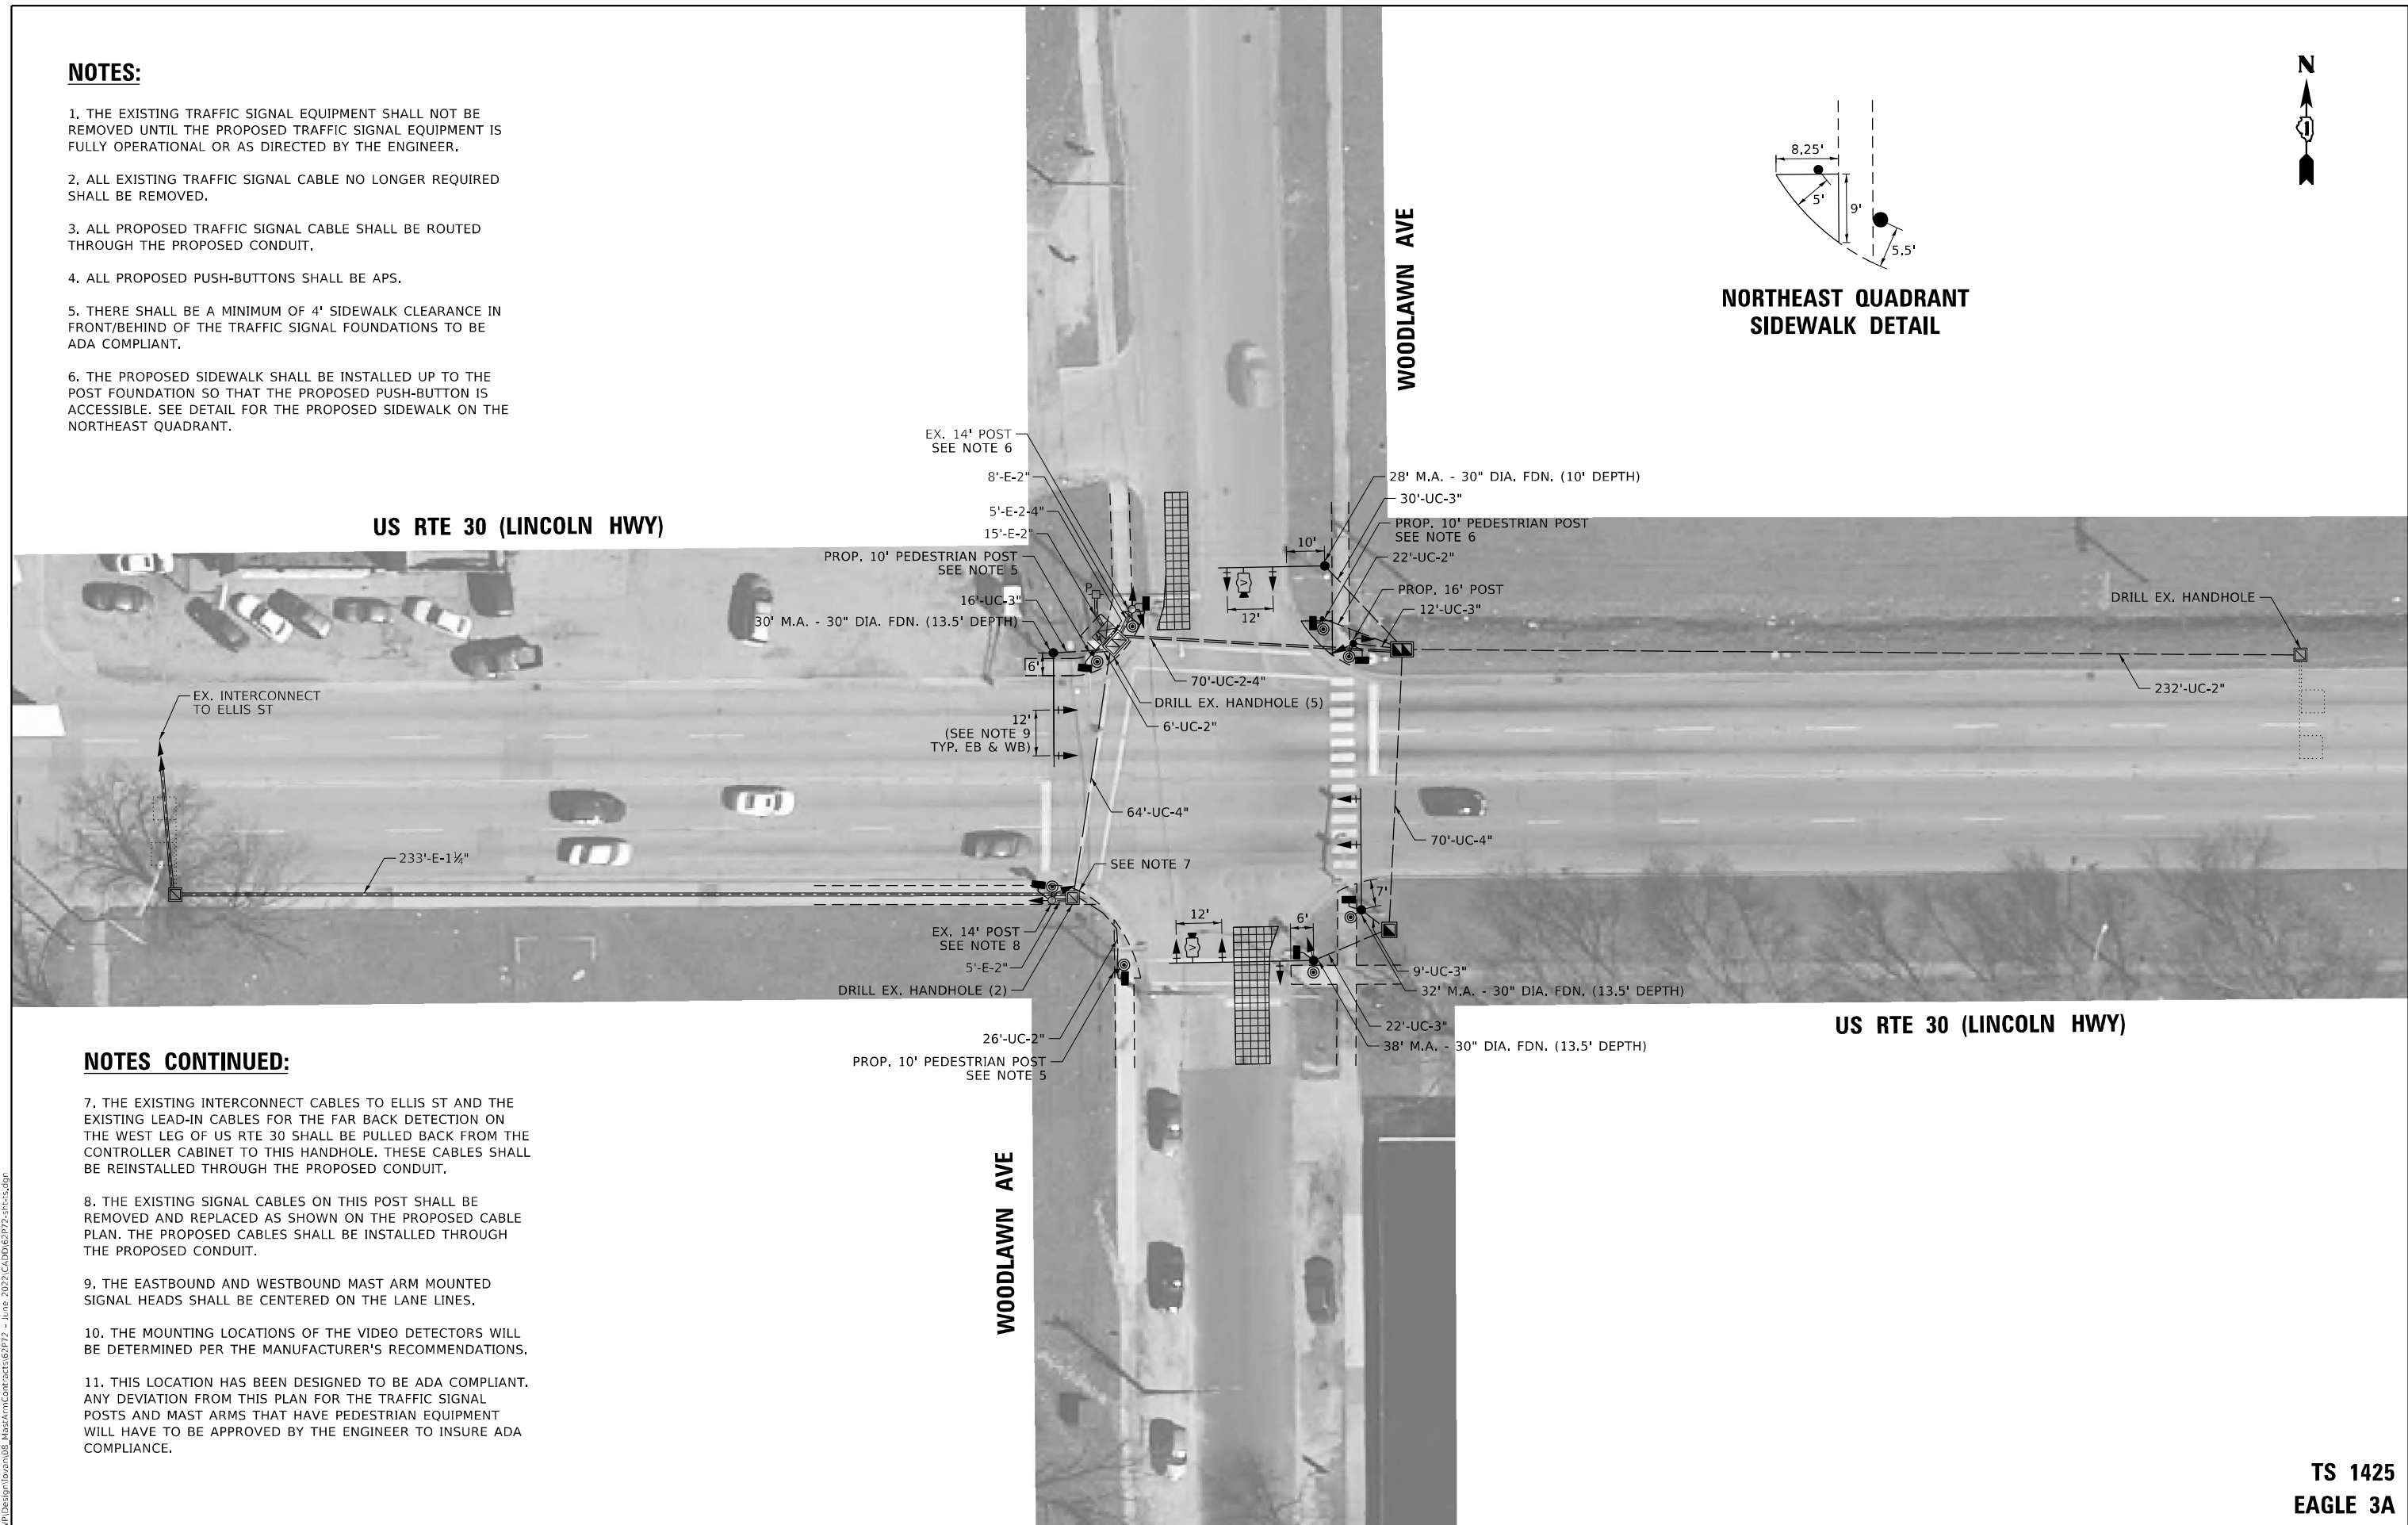 NOTES:
1. THE EXISTING TRAFFIC SIGNAL EQUIPMENT SHALL NOT BE
REMOVED UNTIL THE PROPOSED TRAFFIC SIGNAL EQUIPMENT IS
FULLY OPERATIONAL OR AS DIRECTED BY THE ENGINEER.
2. ALL EXISTING TRAFFIC SIGNAL CABLE NO LONGER REQUIRED
SHALL BE REMOVED.
3. ALL PROPOSED TRAFFIC SIGNAL CABLE SHALL BE ROUTED
THROUGH THE PROPOSED CONDUIT.
4. ALL PROPOSED PUSH-BUTTONS SHALL BE APS.
5. THERE SHALL BE A MINIMUM OF 4' SIDEWALK CLEARANCE IN
FRONT/BEHIND OF THE TRAFFIC SIGNAL FOUNDATIONS TO BE
ADA COMPLIANT.
6. THE PROPOSED SIDEWALK SHALL BE INSTALLED UP TO THE
POST FOUNDATION SO THAT THE PROPOSED PUSH-BUTTON IS
ACCESSIBLE. SEE DETAIL FOR THE PROPOSED SIDEWALK ON THE
NORTHEAST QUADRANT.
N
8.25'
5'
9'
5.5'
NORTHEAST QUADRANT
SIDEWALK DETAIL
WOODLAWN AVE
US RTE 30 (LINCOLN HWY)
EX. 14' POST
SEE NOTE 6
8'-E-2"
5'-E-2-4"
15'-E-2"
PROP. 10' PEDESTRIAN POST
SEE NOTE 5
16'-UC-3"
30' M.A. - 30" DIA. FDN. (13.5' DEPTH)
P
6'
28' M.A. - 30" DIA. FDN. (10' DEPTH)
30'-UC-3"
PROP. 10' PEDESTRIAN POST
SEE NOTE 6
22'-UC-2"
PROP. 16' POST
12'-UC-3"
10'
V
12'
DRILL EX. HANDHOLE
232'-UC-2"
70'-UC-2-4"
DRILL EX. HANDHOLE (5)
6'-UC-2"
EX. INTERCONNECT
TO ELLIS ST
12'
(SEE NOTE 9
TYP. EB & WB)
64'-UC-4"
70'-UC-4"
233'-E-1¼"
SEE NOTE 7
EX. 14' POST
SEE NOTE 8
5'-E-2"
DRILL EX. HANDHOLE (2)
12'
V
6'
7'
9'-UC-3"
32' M.A. - 30" DIA. FDN. (13.5' DEPTH)
22'-UC-3"
38' M.A. - 30" DIA. FDN. (13.5' DEPTH)
26'-UC-2"
PROP. 10' PEDESTRIAN POST
SEE NOTE 5
US RTE 30 (LINCOLN HWY)
WOODLAWN AVE
NOTES CONTINUED:
7. THE EXISTING INTERCONNECT CABLES TO ELLIS ST AND THE
EXISTING LEAD-IN CABLES FOR THE FAR BACK DETECTION ON
THE WEST LEG OF US RTE 30 SHALL BE PULLED BACK FROM THE
CONTROLLER CABINET TO THIS HANDHOLE. THESE CABLES SHALL
BE REINSTALLED THROUGH THE PROPOSED CONDUIT.
8. THE EXISTING SIGNAL CABLES ON THIS POST SHALL BE
REMOVED AND REPLACED AS SHOWN ON THE PROPOSED CABLE
PLAN. THE PROPOSED CABLES SHALL BE INSTALLED THROUGH
THE PROPOSED CONDUIT.
9. THE EASTBOUND AND WESTBOUND MAST ARM MOUNTED
SIGNAL HEADS SHALL BE CENTERED ON THE LANE LINES.
10. THE MOUNTING LOCATIONS OF THE VIDEO DETECTORS WILL
BE DETERMINED PER THE MANUFACTURER'S RECOMMENDATIONS.
11. THIS LOCATION HAS BEEN DESIGNED TO BE ADA COMPLIANT.
ANY DEVIATION FROM THIS PLAN FOR THE TRAFFIC SIGNAL
POSTS AND MAST ARMS THAT HAVE PEDESTRIAN EQUIPMENT
WILL HAVE TO BE APPROVED BY THE ENGINEER TO INSURE ADA
COMPLIANCE.
TS 1425
EAGLE 3A